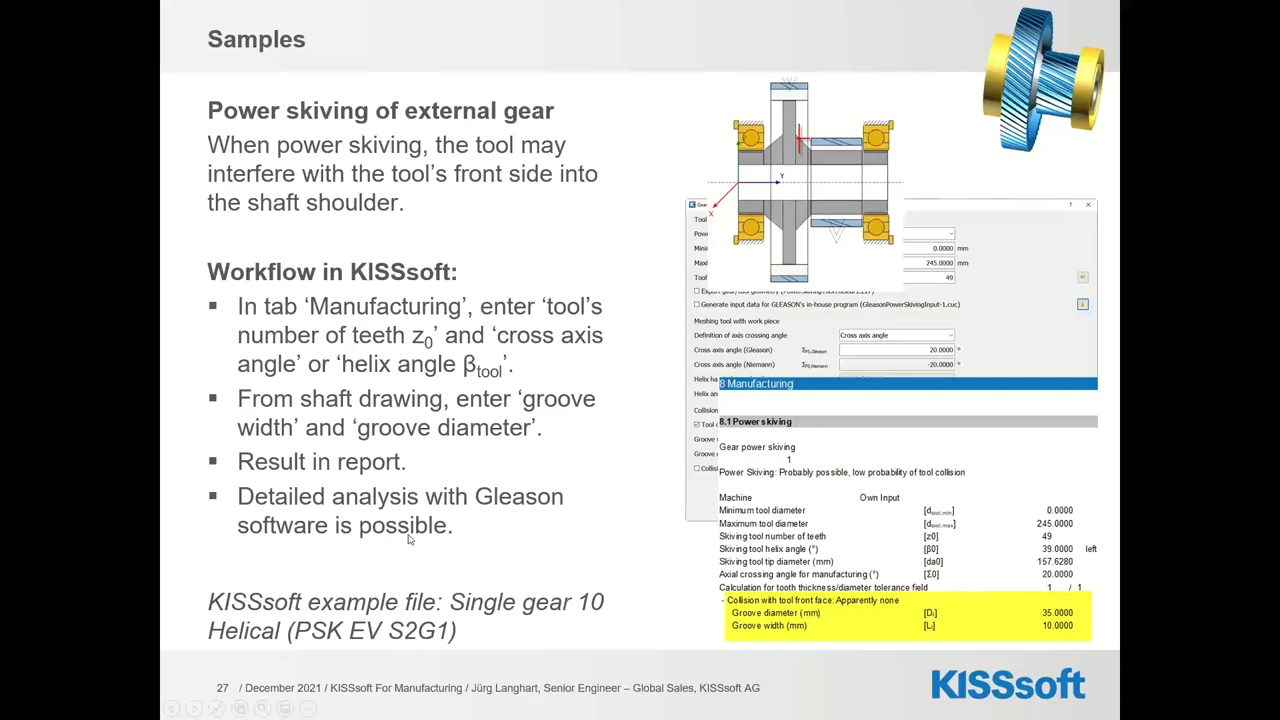 Samples
Power skiving of external gear
When power skiving, the tool may
interfere with the tool's front side into
the shaft shoulder.
Workflow in KISSsoft:
▪ In tab ‘Manufacturing’, enter ‘tool's
number of teeth z0’ and ‘cross axis
angle’ or ‘helix angle βtool’.
▪ From shaft drawing, enter ‘groove
width’ and ‘groove diameter’.
▪ Result in report.
▪ Detailed analysis with Gleason
software is possible.
KISSsoft example file: Single gear 10
Helical (PSK EV S2G1)
Y
X
0.0000 mm
245.0000 mm
49
Generate input data for GLEASON's in-house program (GleasonPowerSkivingInput-1.cuc)
Meshing tool with work piece
Definition of axis crossing angle Cross axis angle
Cross axis angle (Gleason) ΣPS,Gleason 20.0000 °
Cross axis angle (Niemann) ΣPS,Niemann -20.0000 °
8 Manufacturing
8.1 Power skiving
Gear power skiving
1
Power Skiving: Probably possible, low probability of tool collision
Machine Own Input
Minimum tool diameter [dtool,min] 0.0000
Maximum tool diameter [dtool,max] 245.0000
Skiving tool number of teeth [z0] 49
Skiving tool helix angle (°) [β0] 39.0000 left
Skiving tool tip diameter (mm) [da0] 157.6280
Axial crossing angle for manufacturing (°) [Σ0] 20.0000
Calculation for tooth thickness/diameter tolerance field 1 / 1
- Collision with tool front face: Apparently none
Groove diameter (mm) 35.0000
Groove width (mm) 10.0000
27 / December 2021 / KISSsoft For Manufacturing / Jürg Langhart, Senior Engineer – Global Sales, KISSsoft AG
KISSsoft